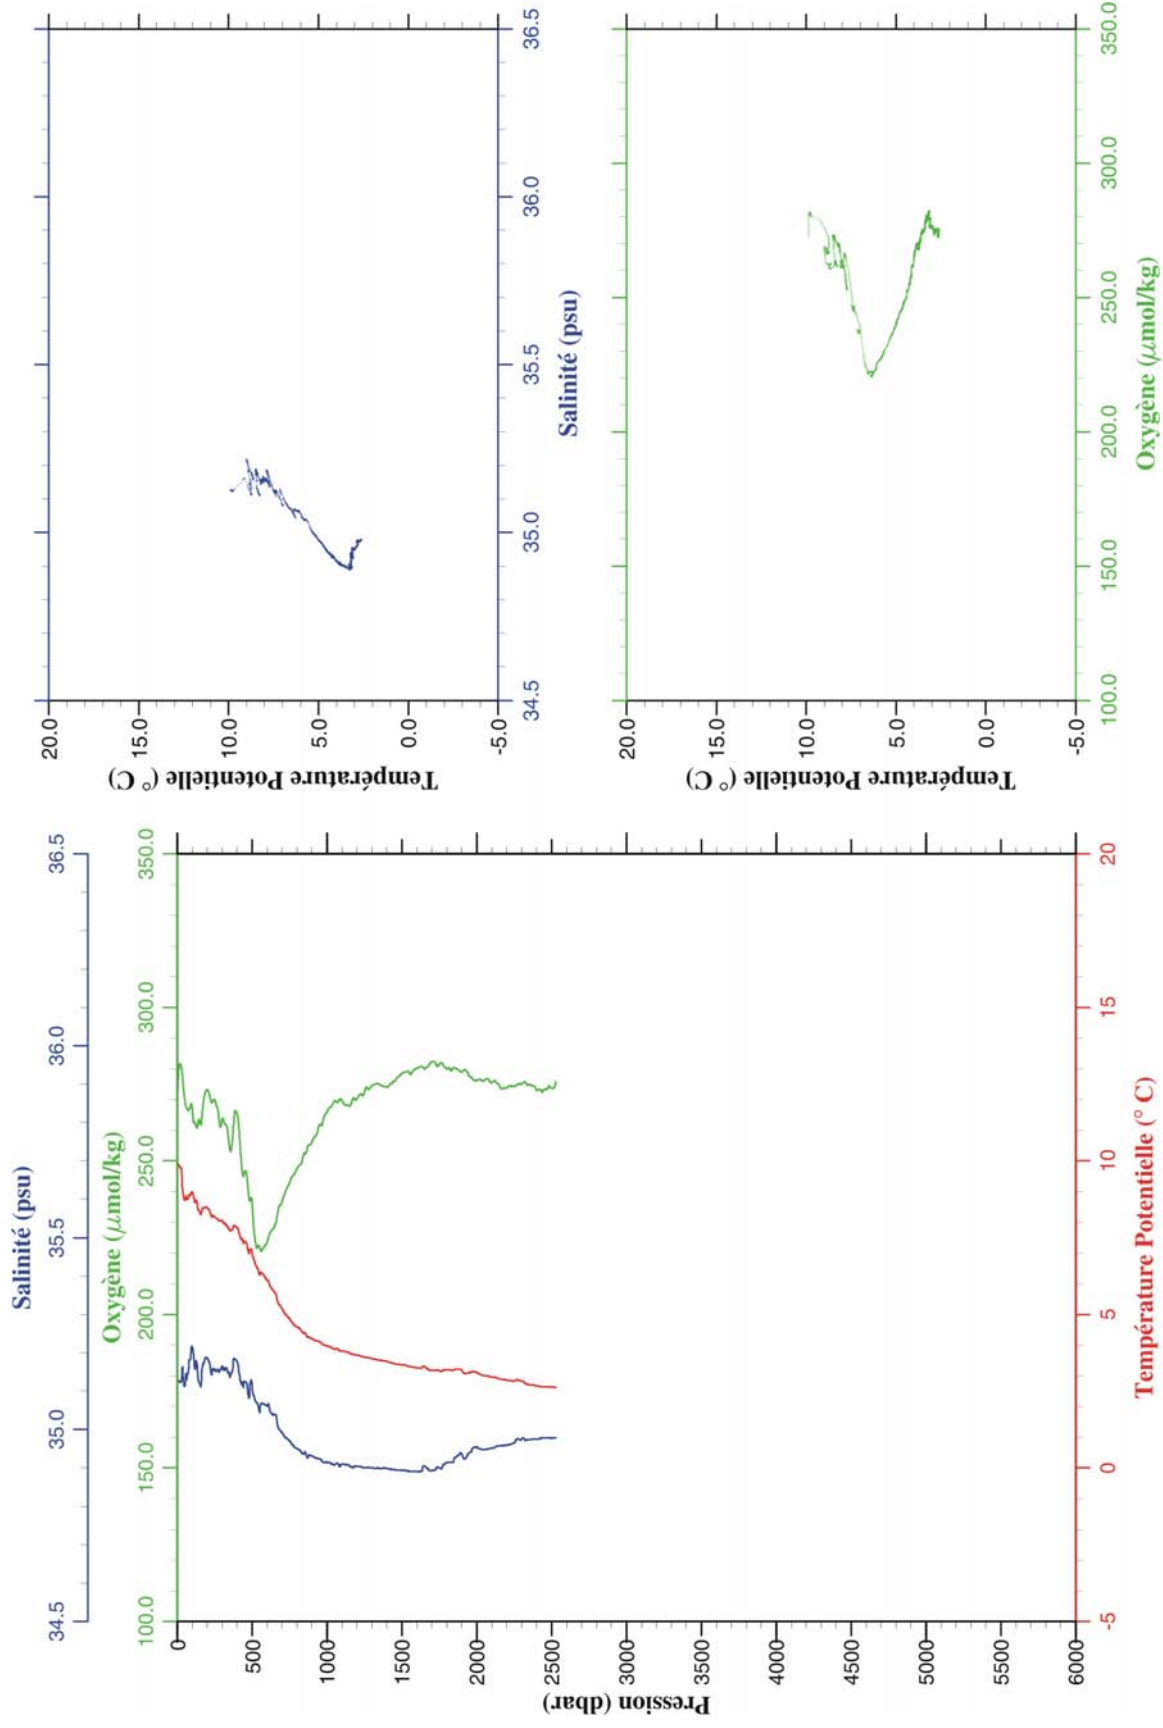 Salinité (psu)
34.5 35.0 35.5 36.0 36.5
Oxygène (μmol/kg)
100.0 150.0 200.0 250.0 300.0 350.0
Pression (dbar)
0
500
1000
1500
2000
2500
3000
3500
4000
4500
5000
5500
6000
-5 0 5 10 15 20
Température Potentielle (° C)
Température Potentielle (° C)
20.0
15.0
10.0
5.0
0.0
-5.0
34.5 35.0 35.5 36.0 36.5
Salinité (psu)
Température Potentielle (° C)
20.0
15.0
10.0
5.0
0.0
-5.0
100.0 150.0 200.0 250.0 300.0 350.0
Oxygène (μmol/kg)